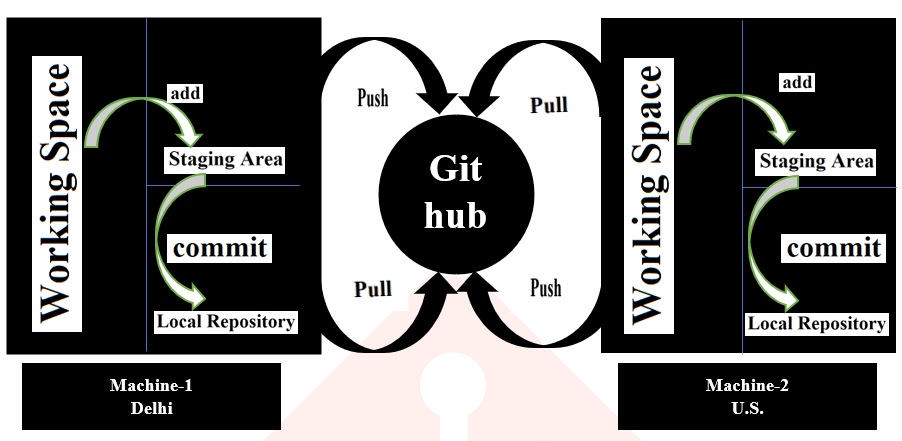 Working Space
add
Staging Area
commit
Local Repository
Machine-1
Delhi
Push
Pull
Git
hub
Pull
Push
Working Space
add
Staging Area
commit
Local Repository
Machine-2
U.S.